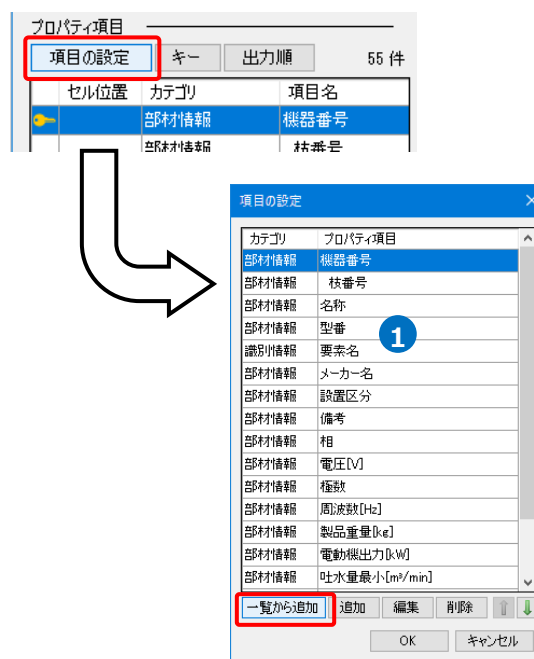 プロパティ項目
項目の設定 キー 出力順 55 件
セル位置 カテゴリ 項目名
部材情報 機器番号
部材情報 枝番号
項目の設定
カテゴリ プロパティ項目
部材情報 機器番号
部材情報 枝番号
部材情報 名称
部材情報 型番
1
識別情報 要素名
部材情報 メーカー名
部材情報 設置区分
部材情報 備考
部材情報 相
部材情報 電圧[V]
部材情報 極数
部材情報 周波数[Hz]
部材情報 製品重量[kg]
部材情報 電動機出力[kW]
部材情報 吐水量最小[m³/min]
一覧から追加 追加 編集 削除
OK キャンセル